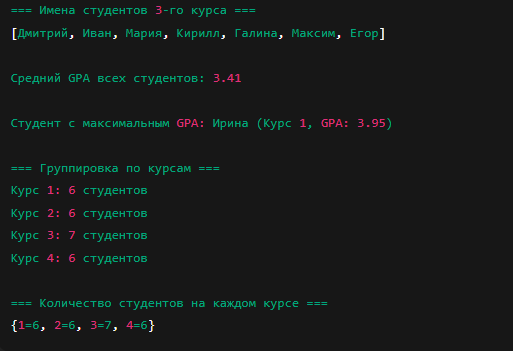 === Имена студентов 3-го курса ===
[Дмитрий, Иван, Мария, Кирилл, Галина, Максим, Егор]
Средний GPA всех студентов: 3.41
Студент с максимальным GPA: Ирина (Курс 1, GPA: 3.95)
=== Группировка по курсам ===
Курс 1: 6 студентов
Курс 2: 6 студентов
Курс 3: 7 студентов
Курс 4: 6 студентов
=== Количество студентов на каждом курсе ===
{1=6, 2=6, 3=7, 4=6}